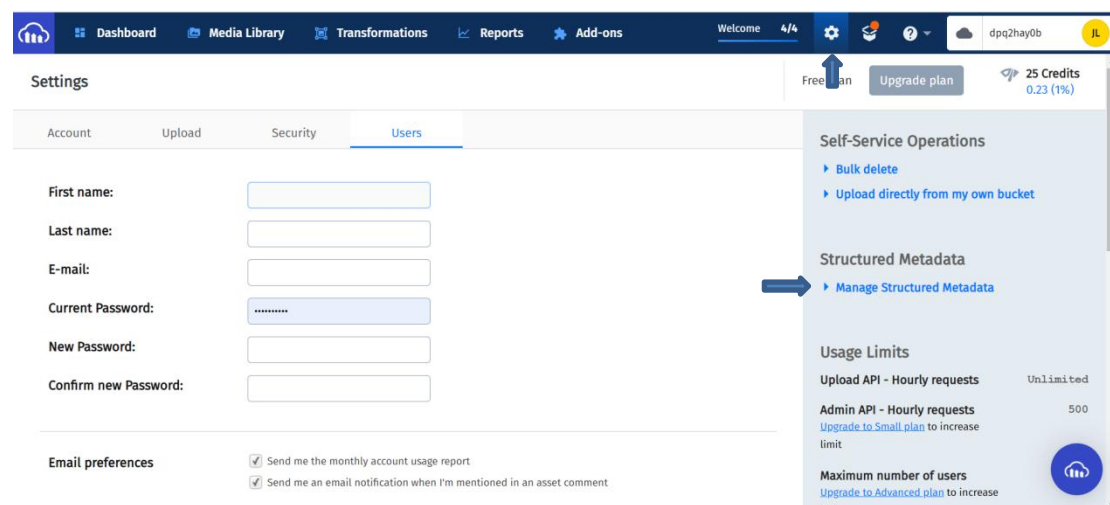 Dashboard Media Library Transformations Reports Add-ons Welcome 4/4 dpq2hay0b JL
Settings
Free Plan Upgrade plan 25 Credits
0.23 (1%)
Account Upload Security Users
First name:
Last name:
E-mail:
Current Password: ••••••••••
New Password:
Confirm new Password:
Email preferences
Send me the monthly account usage report
Send me an email notification when I'm mentioned in an asset comment
Self-Service Operations
Bulk delete
Upload directly from my own bucket
Structured Metadata
Manage Structured Metadata
Usage Limits
Upload API - Hourly requests Unlimited
Admin API - Hourly requests 500
Upgrade to Small plan to increase
limit
Maximum number of users
Upgrade to Advanced plan to increase